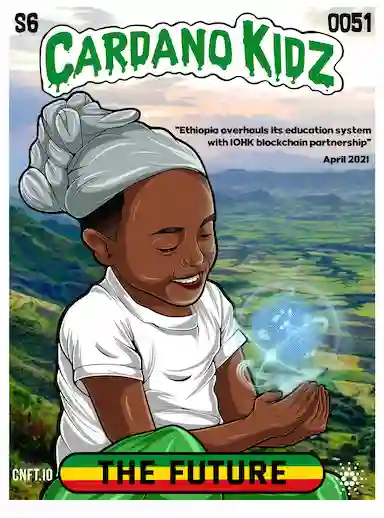 S6
0051
CARDANO KIDZ
"Ethiopia overhauls its education system
with IOHK blockchain partnership"
April 2021
CNFT.IO
THE FUTURE